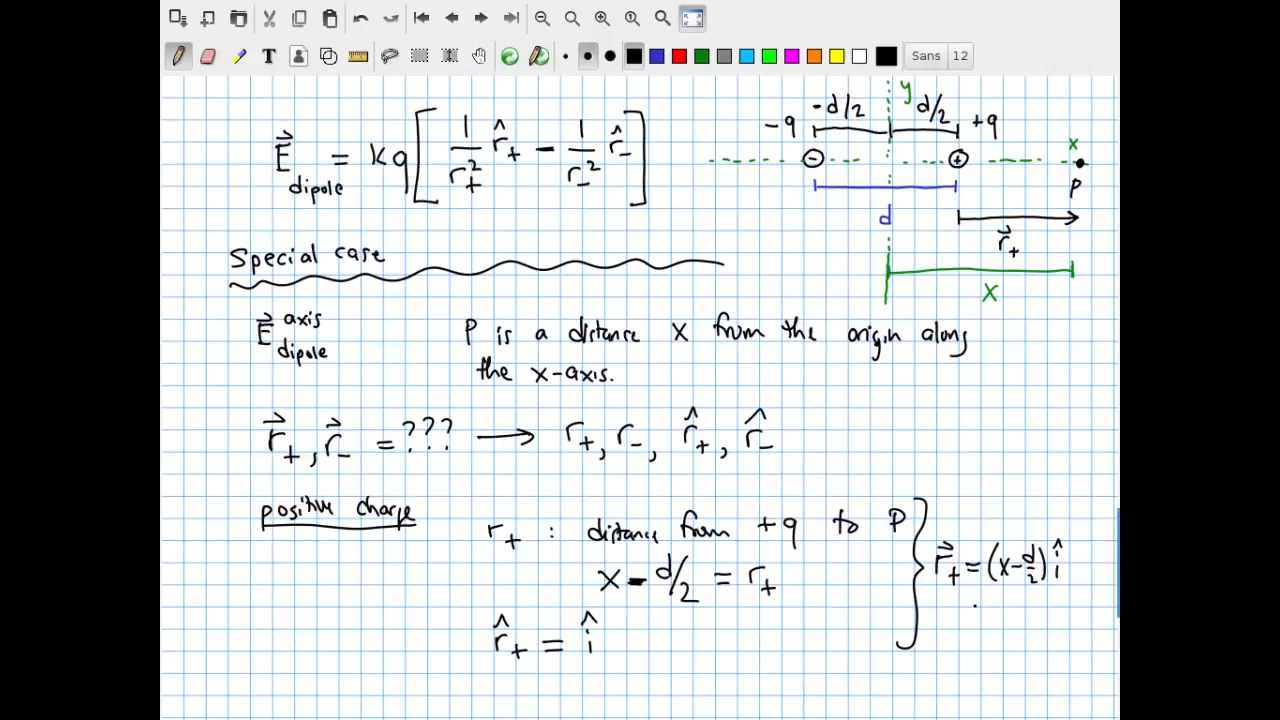 Sans 12
y
-d/2 d/2
-q +q
- +
x
P
d
r⃗₊
x
E⃗dipole = kq[ 1/r₊² r̂₊ - 1/r₋² r̂₋ ]
Special case
E⃗ axis dipole P is a distance x from the origin along
the x-axis.
r⃗₊, r⃗₋ = ??? → r₊, r₋, r̂₊, r̂₋
positive charge
r₊ : distance from +q to P
x - d/2 = r₊
r̂₊ = î
} r⃗₊ = (x-d/2) î